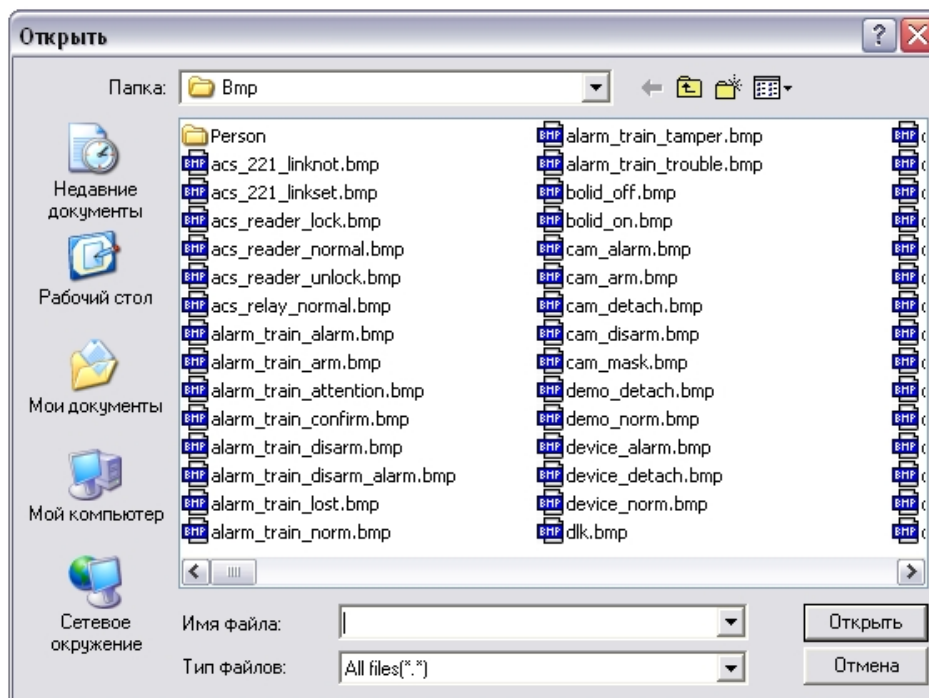 Открыть
Папка:
Bmp
Недавние
документы
Рабочий стол
Мои документы
Мой компьютер
Сетевое
окружение
Person
acs_221_linknot.bmp
acs_221_linkset.bmp
acs_reader_lock.bmp
acs_reader_normal.bmp
acs_reader_unlock.bmp
acs_relay_normal.bmp
alarm_train_alarm.bmp
alarm_train_arm.bmp
alarm_train_attention.bmp
alarm_train_confirm.bmp
alarm_train_disarm.bmp
alarm_train_disarm_alarm.bmp
alarm_train_lost.bmp
alarm_train_norm.bmp
alarm_train_tamper.bmp
alarm_train_trouble.bmp
bolid_off.bmp
bolid_on.bmp
cam_alarm.bmp
cam_arm.bmp
cam_detach.bmp
cam_disarm.bmp
cam_mask.bmp
demo_detach.bmp
demo_norm.bmp
device_alarm.bmp
device_detach.bmp
device_norm.bmp
dlk.bmp
Имя файла:
Открыть
Тип файлов:
All files(*.*)
Отмена